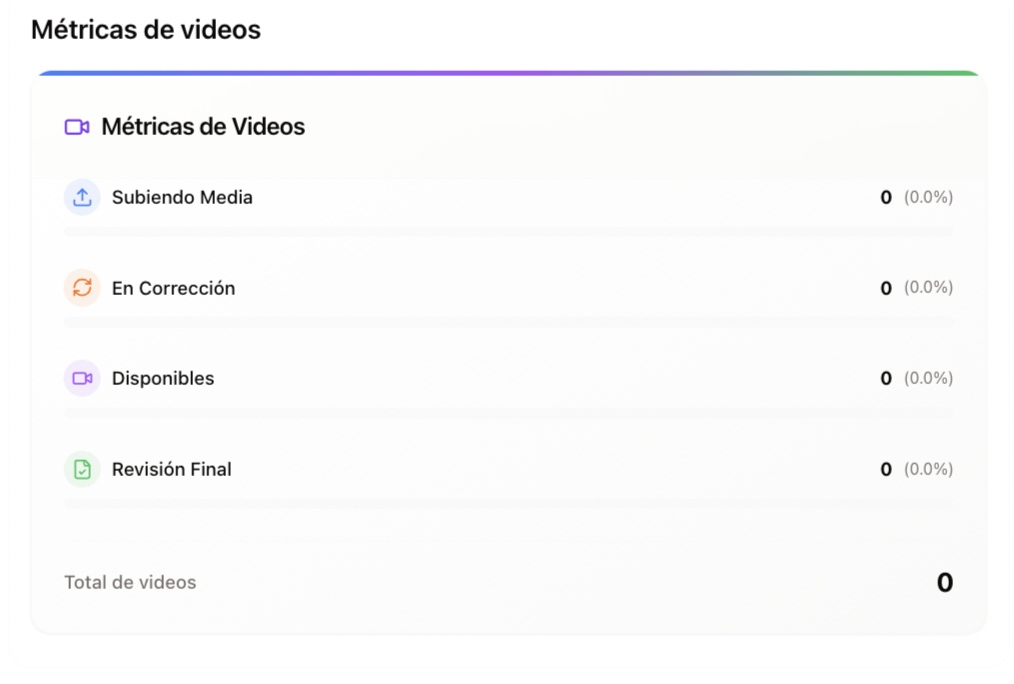 Métricas de videos
Métricas de Videos
Subiendo Media 0 (0.0%)
En Corrección 0 (0.0%)
Disponibles 0 (0.0%)
Revisión Final 0 (0.0%)
Total de videos 0